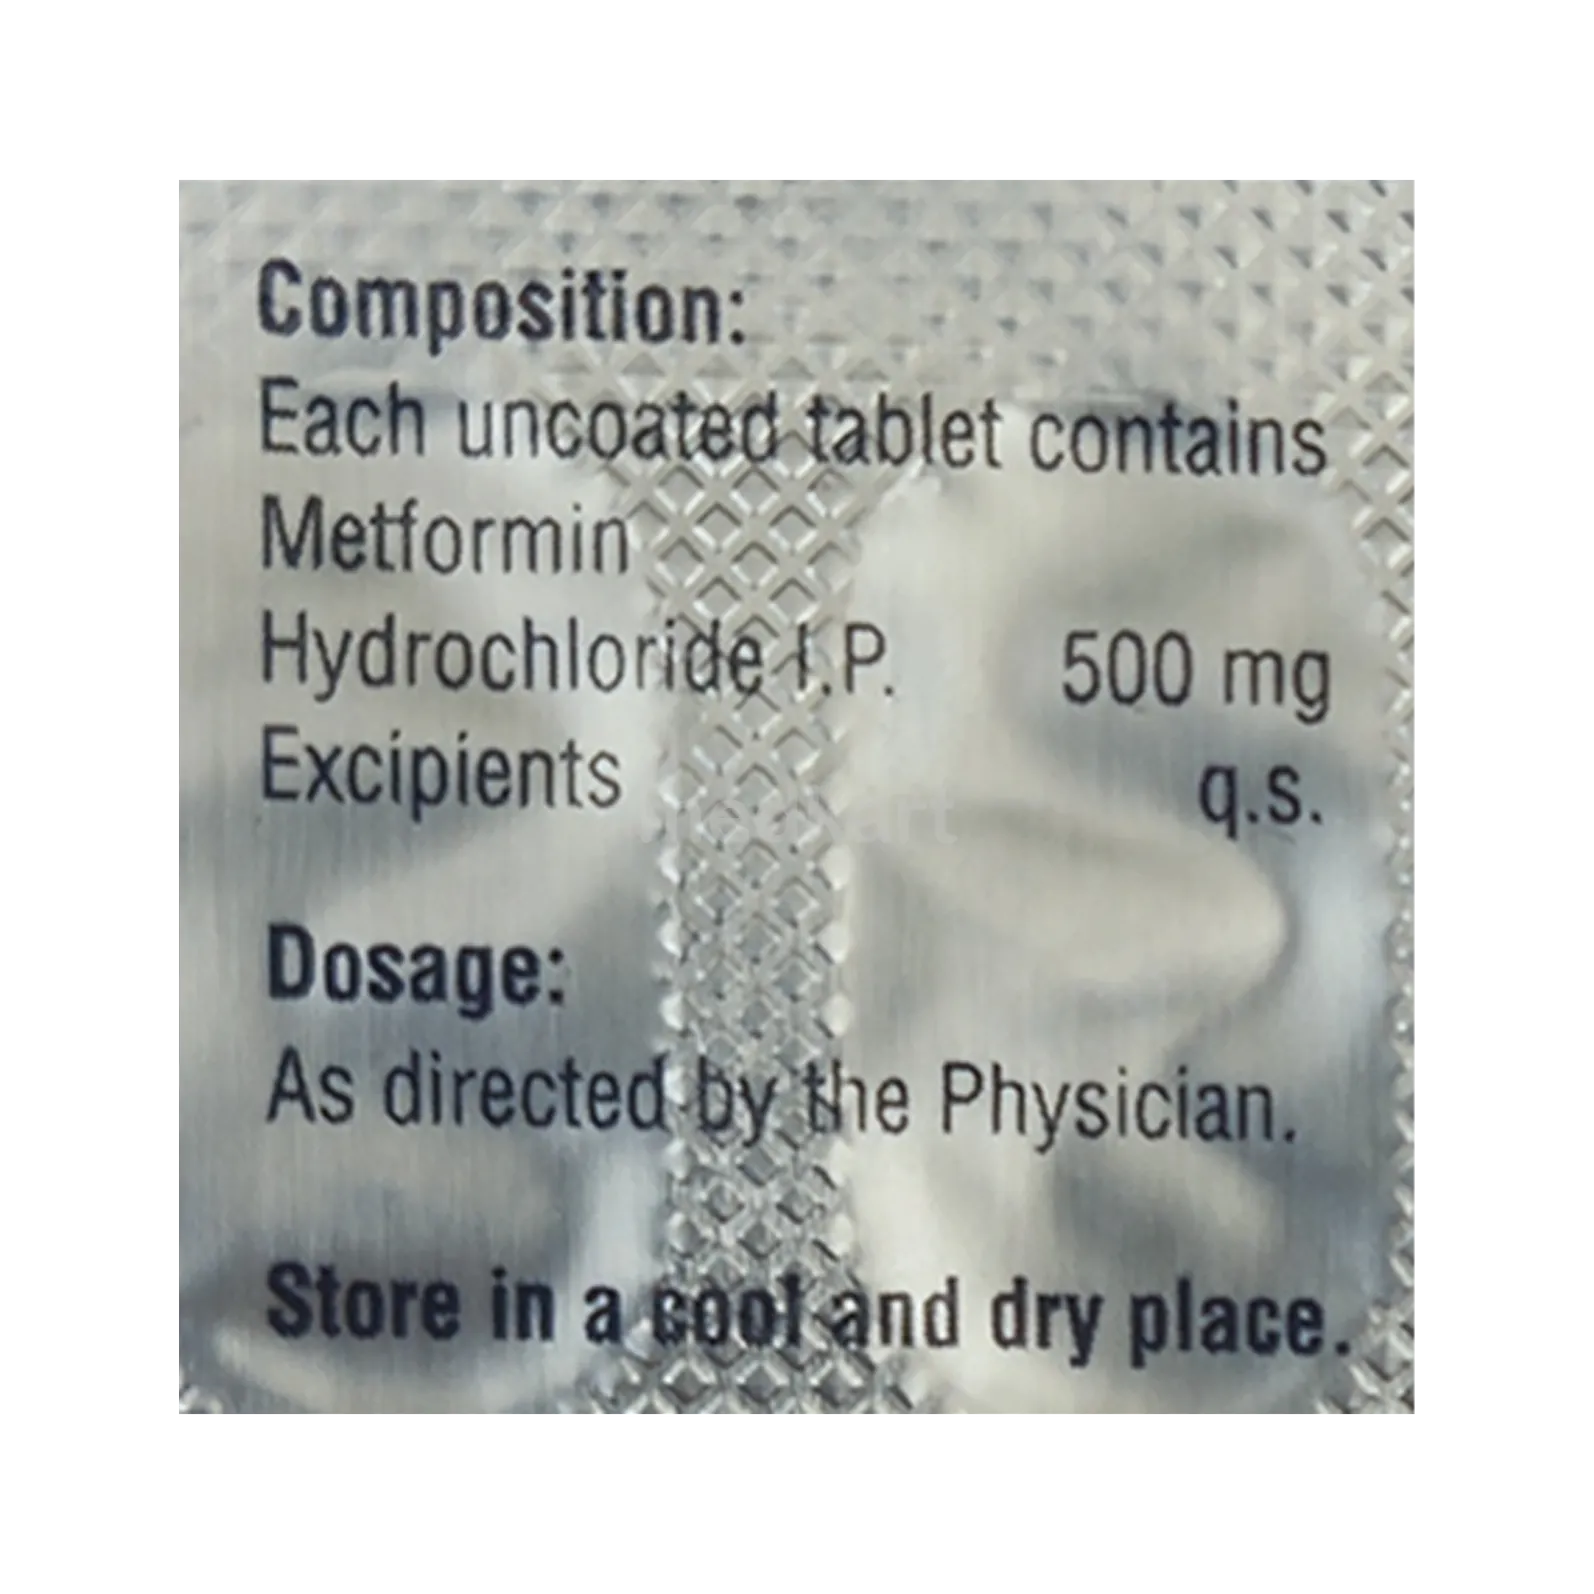 Composition:
Each uncoated tablet contains
Metformin
Hydrochloride I.P. 500 mg
Excipients q.s.
Dosage:
As directed by the Physician.
Store in a cool and dry place.